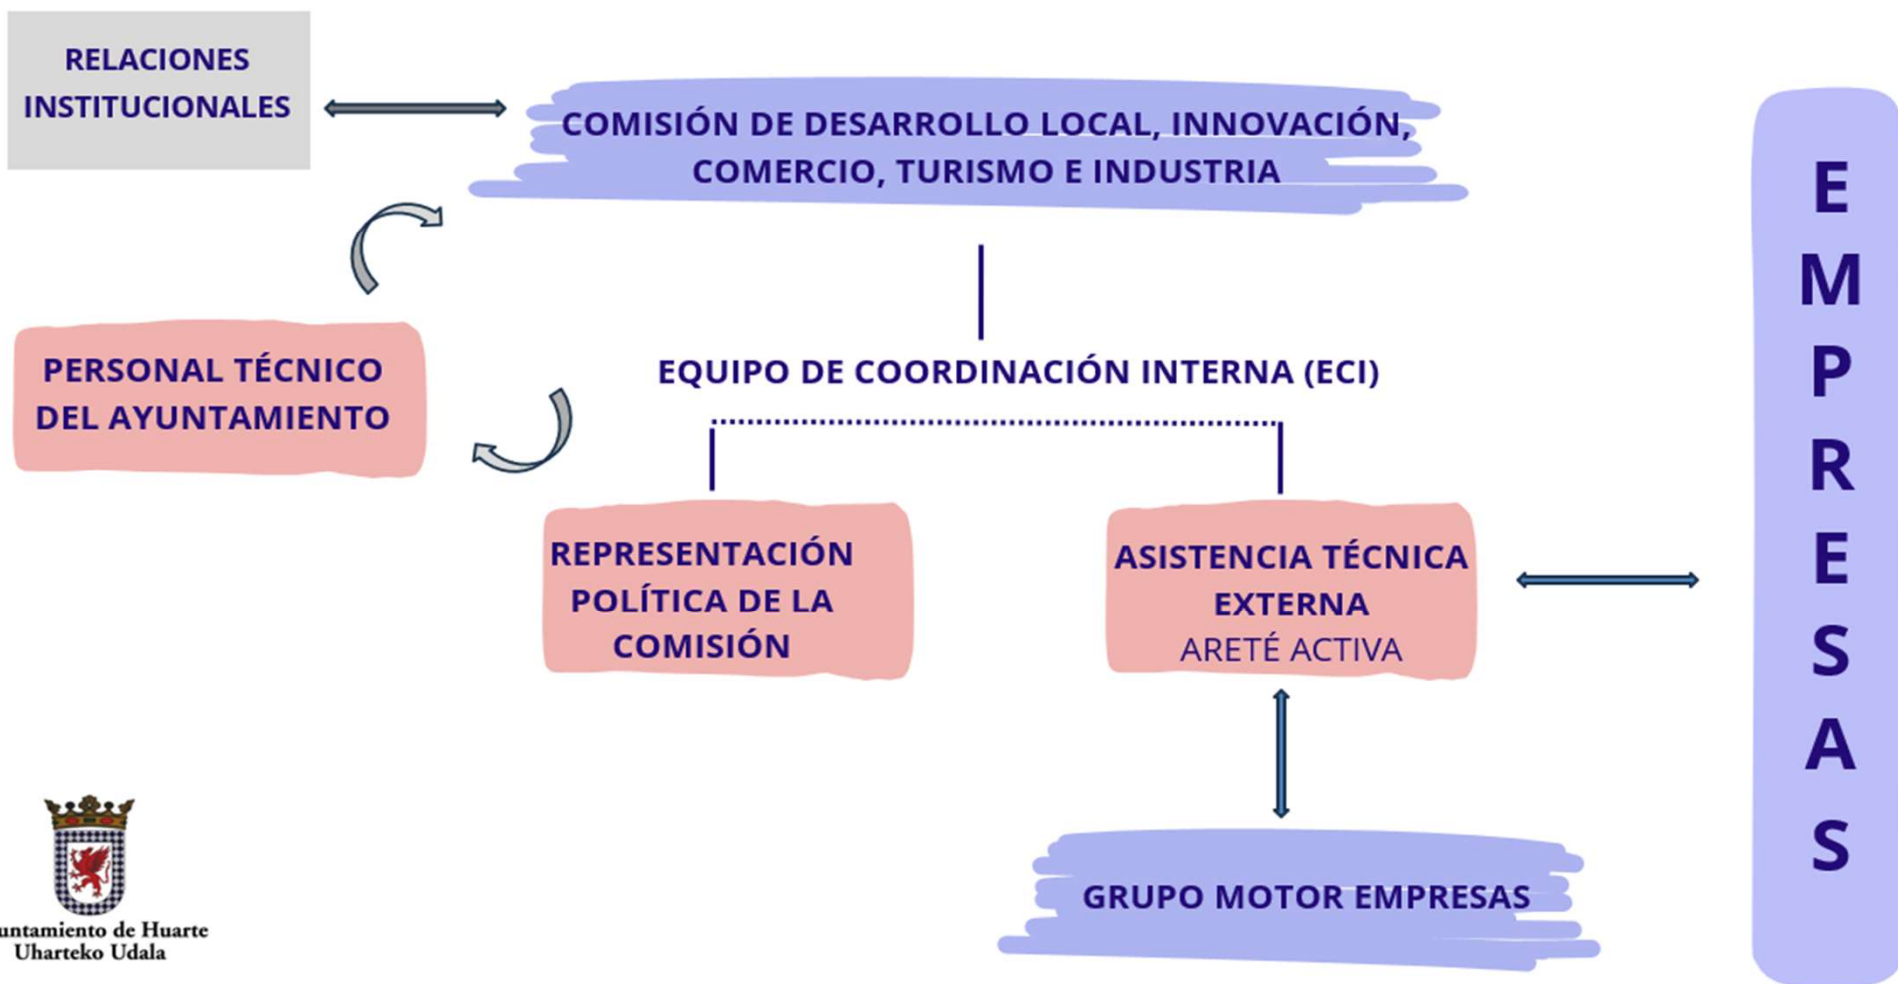 RELACIONES
INSTITUCIONALES
COMISIÓN DE DESARROLLO LOCAL, INNOVACIÓN,
COMERCIO, TURISMO E INDUSTRIA
PERSONAL TÉCNICO
DEL AYUNTAMIENTO
EQUIPO DE COORDINACIÓN INTERNA (ECI)
REPRESENTACIÓN
POLÍTICA DE LA
COMISIÓN
ASISTENCIA TÉCNICA
EXTERNA
ARETÉ ACTIVA
GRUPO MOTOR EMPRESAS
E
M
P
R
E
S
A
S
untamiento de Huarte
Uharteko Udala